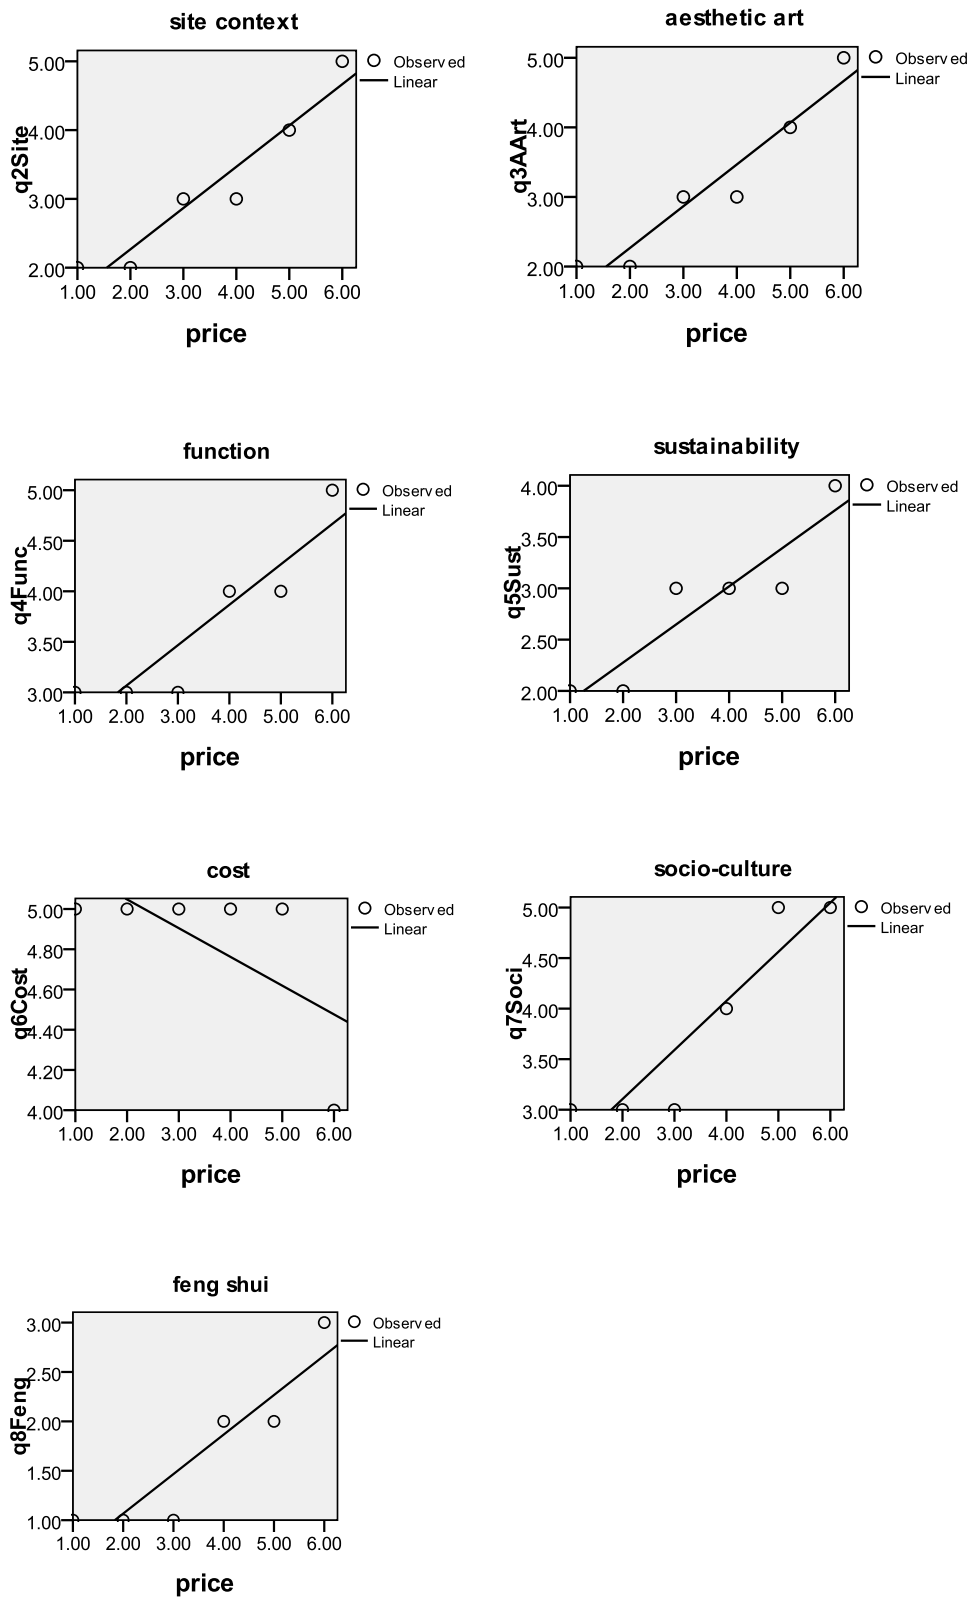 site context
5.00
4.00
3.00
2.00
q2Site
1.00 2.00 3.00 4.00 5.00 6.00
price
Observed
Linear
aesthetic art
5.00
4.00
3.00
2.00
q3AArt
1.00 2.00 3.00 4.00 5.00 6.00
price
Observed
Linear
function
5.00
4.50
4.00
3.50
3.00
q4Func
1.00 2.00 3.00 4.00 5.00 6.00
price
Observed
Linear
sustainability
4.00
3.50
3.00
2.50
2.00
q5Sust
1.00 2.00 3.00 4.00 5.00 6.00
price
Observed
Linear
cost
5.00
4.80
4.60
4.40
4.20
4.00
q6Cost
1.00 2.00 3.00 4.00 5.00 6.00
price
Observed
Linear
socio-culture
5.00
4.50
4.00
3.50
3.00
q7Soci
1.00 2.00 3.00 4.00 5.00 6.00
price
Observed
Linear
feng shui
3.00
2.50
2.00
1.50
1.00
q8Feng
1.00 2.00 3.00 4.00 5.00 6.00
price
Observed
Linear